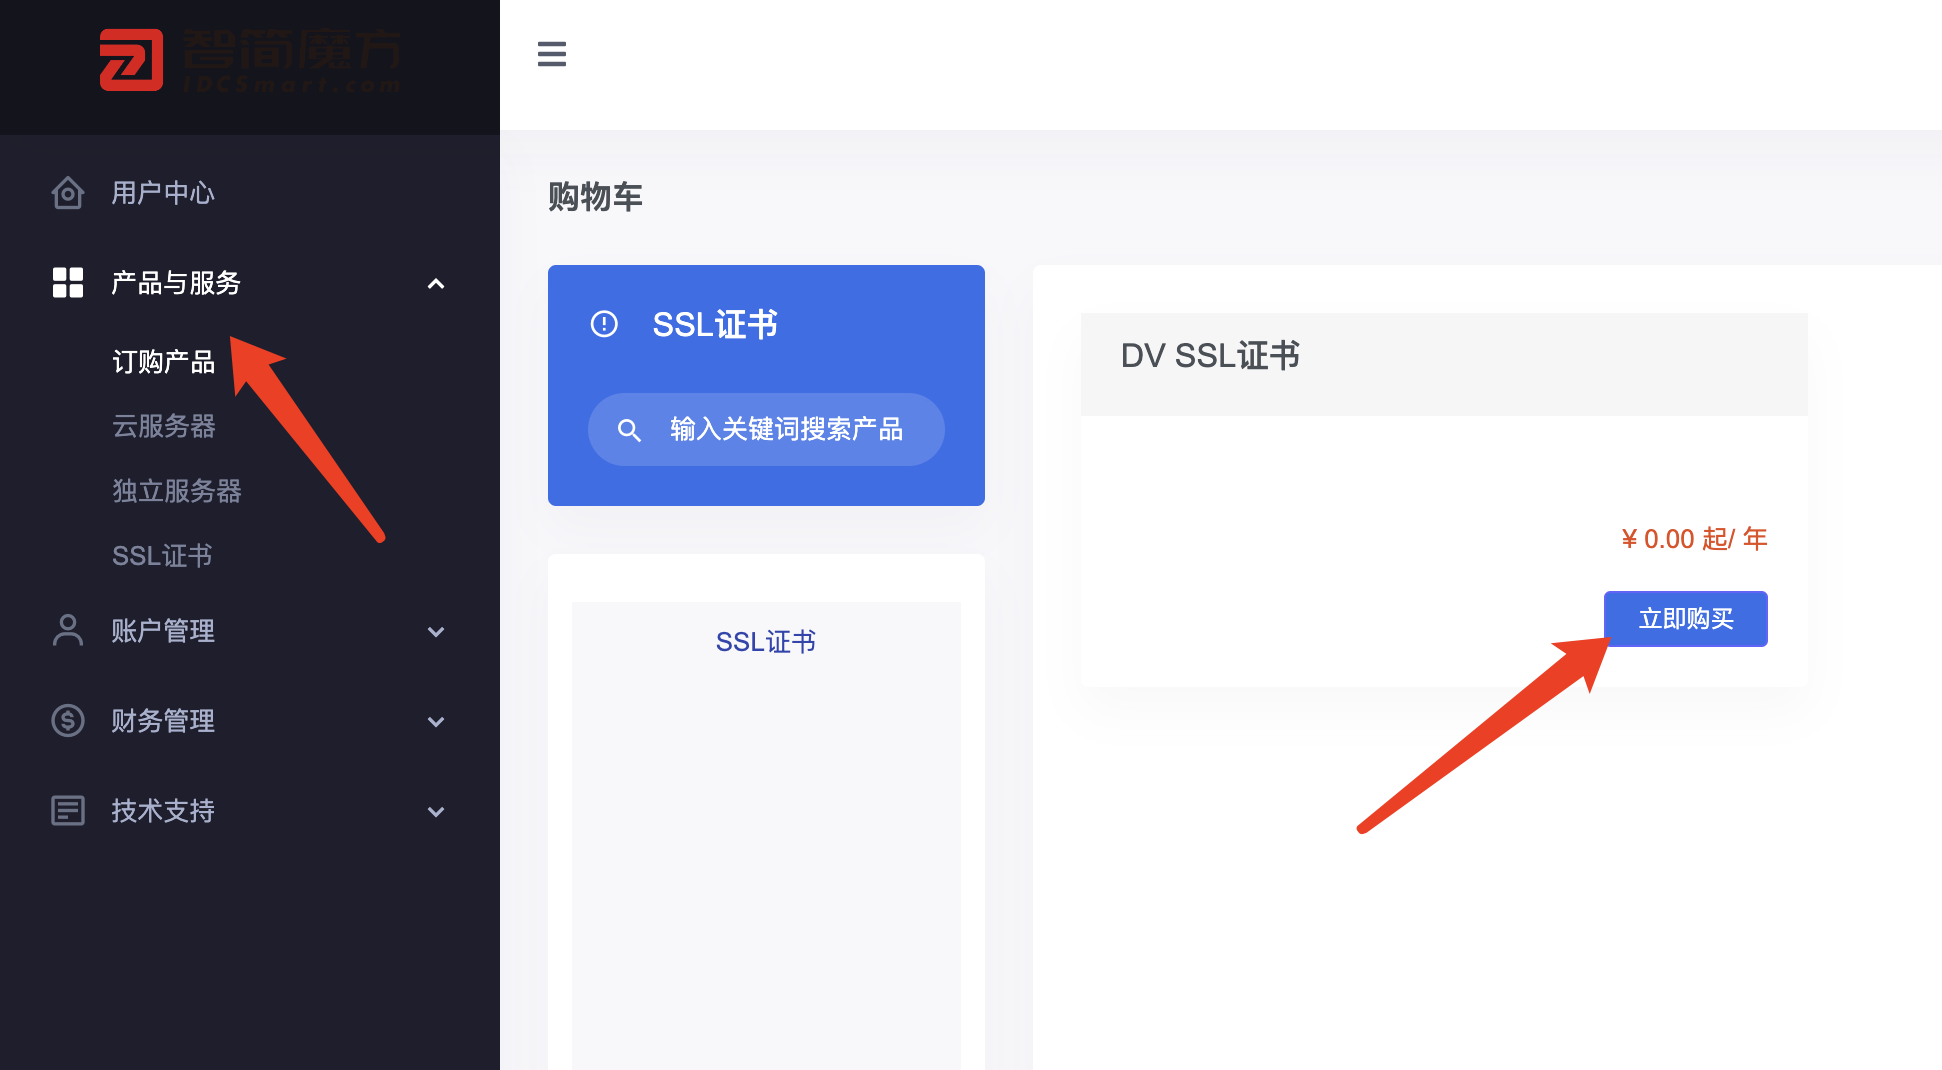 智简魔方
IDCSmart.com
用户中心
产品与服务
订购产品
云服务器
独立服务器
SSL证书
账户管理
财务管理
技术支持
购物车
SSL证书
输入关键词搜索产品
SSL证书
DV SSL证书
¥ 0.00 起/ 年
立即购买